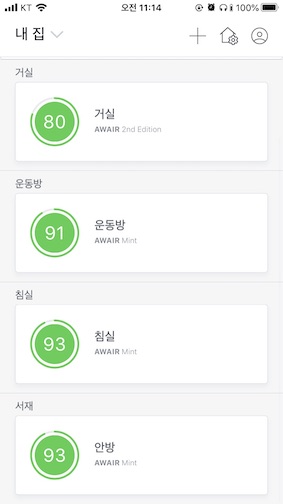 KT 오전 11:14 100%
내 집
거실
80
거실
AWAIR 2nd Edition
운동방
91
운동방
AWAIR Mint
침실
93
침실
AWAIR Mint
서재
93
안방
AWAIR Mint